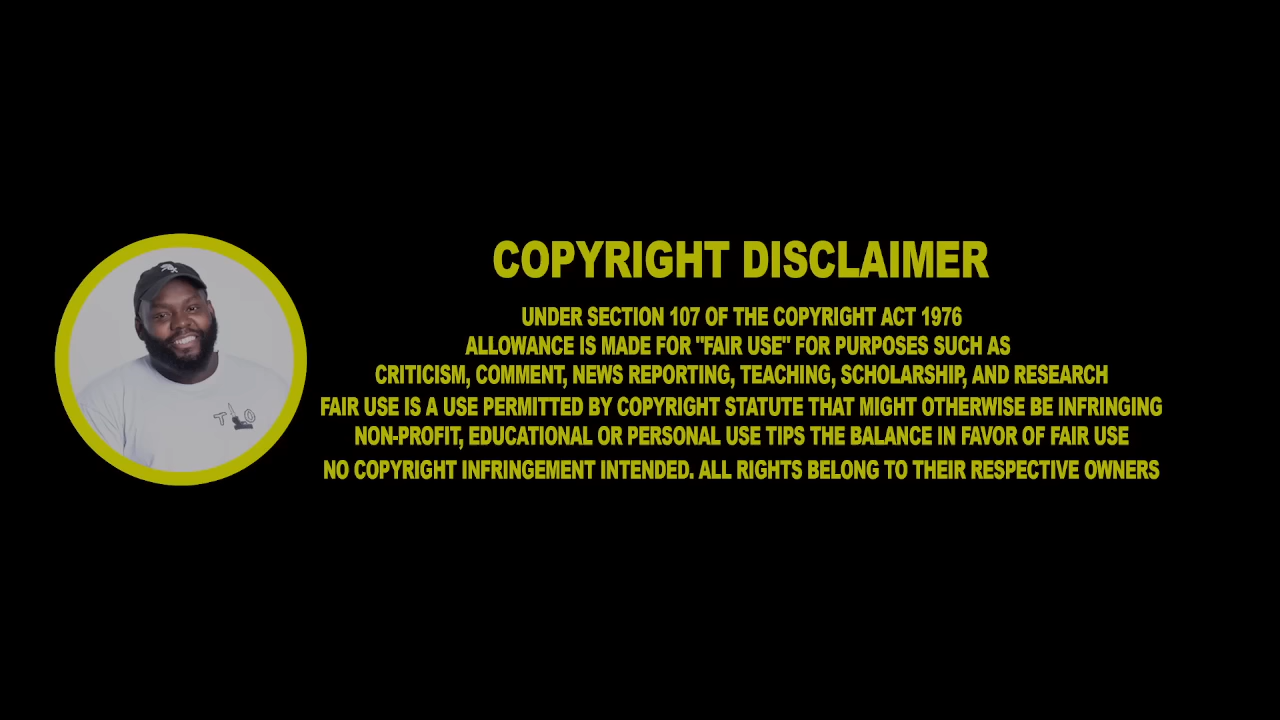 COPYRIGHT DISCLAIMER
UNDER SECTION 107 OF THE COPYRIGHT ACT 1976
ALLOWANCE IS MADE FOR "FAIR USE" FOR PURPOSES SUCH AS
CRITICISM, COMMENT, NEWS REPORTING, TEACHING, SCHOLARSHIP, AND RESEARCH
FAIR USE IS A USE PERMITTED BY COPYRIGHT STATUTE THAT MIGHT OTHERWISE BE INFRINGING
NON-PROFIT, EDUCATIONAL OR PERSONAL USE TIPS THE BALANCE IN FAVOR OF FAIR USE
NO COPYRIGHT INFRINGEMENT INTENDED. ALL RIGHTS BELONG TO THEIR RESPECTIVE OWNERS